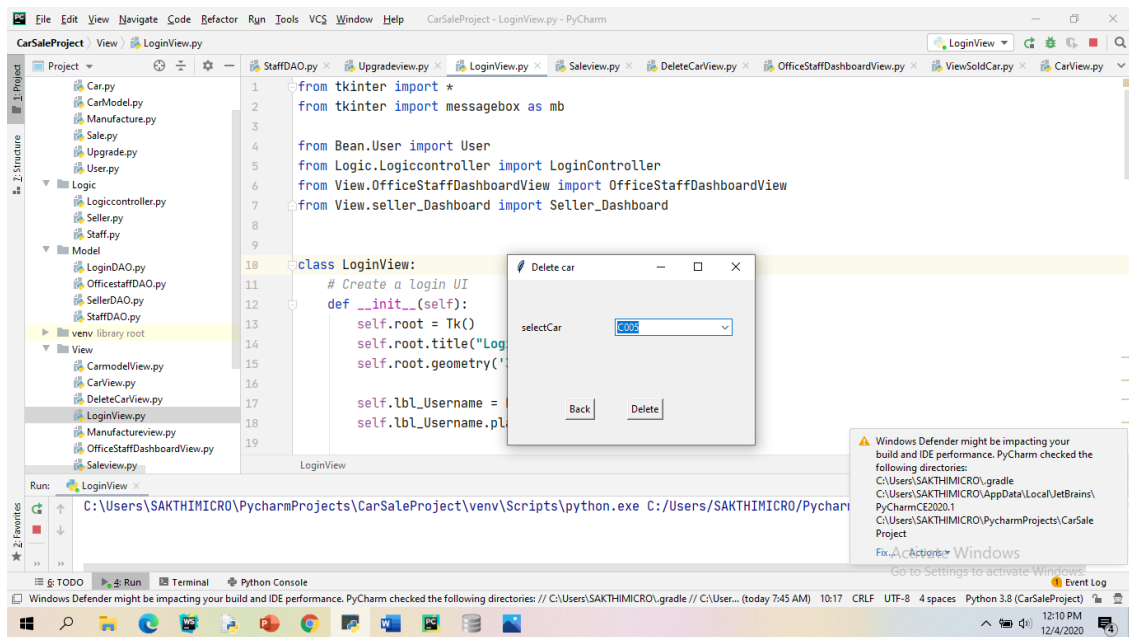 PC File Edit View Navigate Code Refactor Run Tools VCS Window Help CarSaleProject - LoginView.py - PyCharm
CarSaleProject View LoginView.py LoginView
1: Project
7: Structure
2: Favorites
Project
StaffDAO.py Upgradeview.py LoginView.py Saleview.py DeleteCarView.py OfficeStaffDashboardView.py ViewSoldCar.py CarView.py
Car.py
CarModel.py
Manufacture.py
Sale.py
Upgrade.py
User.py
Logic
Logiccontroller.py
Seller.py
Staff.py
Model
LoginDAO.py
OfficestaffDAO.py
SellerDAO.py
StaffDAO.py
venv library root
View
CarmodelView.py
CarView.py
DeleteCarView.py
LoginView.py
Manufactureview.py
OfficeStaffDashboardView.py
Saleview.py
1 from tkinter import *
2 from tkinter import messagebox as mb
3
4 from Bean.User import User
5 from Logic.Logiccontroller import LoginController
6 from View.OfficeStaffDashboardView import OfficeStaffDashboardView
7 from View.seller_Dashboard import Seller_Dashboard
8
9
10 class LoginView:
11 # Create a login UI
12 def __init__(self):
13 self.root = Tk()
14 self.root.title("Log
15 self.root.geometry('
16
17 self.lbl_Username =
18 self.lbl_Username.pla
19
LoginView
Delete car
selectCar C005
Back Delete
Run: LoginView
C:\Users\SAKTHIMICRO\PycharmProjects\CarSaleProject\venv\Scripts\python.exe C:/Users/SAKTHIMICRO/Pychar
Windows Defender might be impacting your
build and IDE performance. PyCharm checked the
following directories:
C:\Users\SAKTHIMICRO\.gradle
C:\Users\SAKTHIMICRO\AppData\Local\JetBrains\
PyCharmCE2020.1
C:\Users\SAKTHIMICRO\PycharmProjects\CarSale
Project
Fix... Actions
Activate Windows
Go to Settings to activate Windows.
6: TODO 4: Run Terminal Python Console 1 Event Log
Windows Defender might be impacting your build and IDE performance. PyCharm checked the following directories: // C:\Users\SAKTHIMICRO\.gradle // C:\User... (today 7:45 AM) 10:17 CRLF UTF-8 4 spaces Python 3.8 (CarSaleProject)
12:10 PM
12/4/2020
4